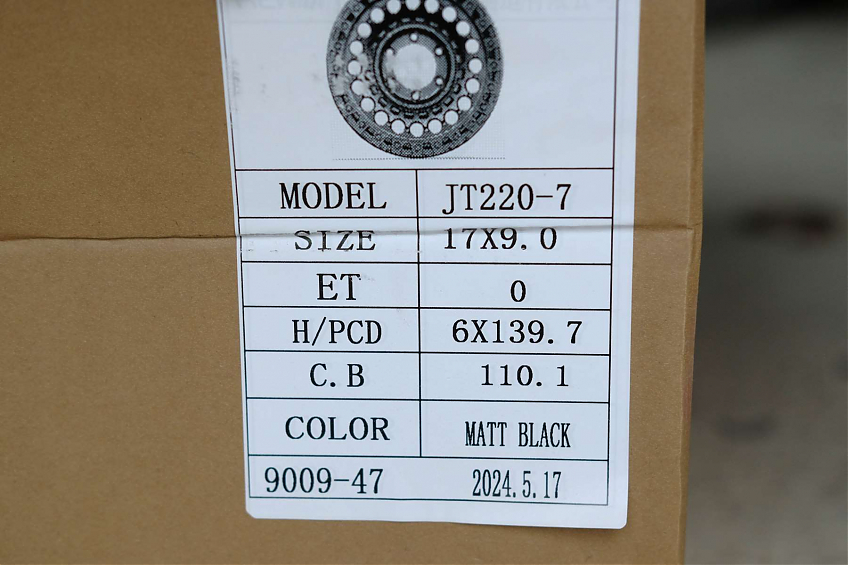 MODEL JT220-7
SIZE 17X9.0
ET 0
H/PCD 6X139.7
C.B 110.1
COLOR MATT BLACK
9009-47 2024.5.17